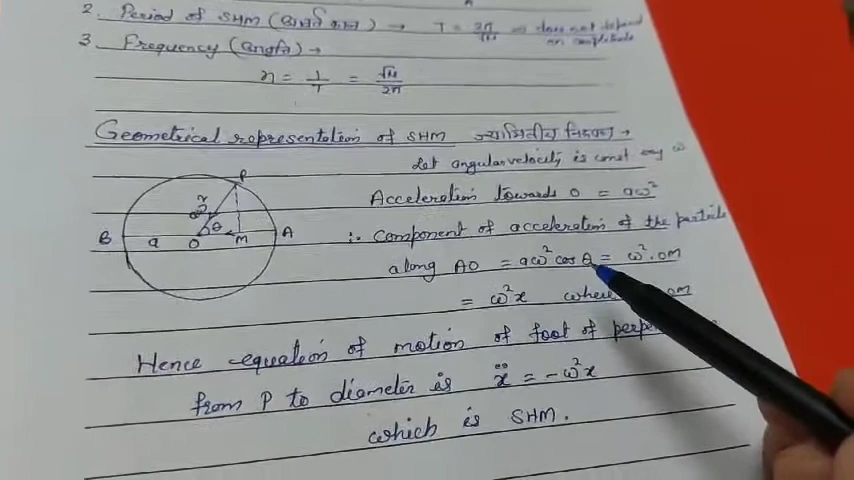 2. Period of SHM (आवर्त काल) → T = 2π/√μ ⇒ does not depend on amplitude
3. Frequency (आवृत्ति) →
n = 1/T = √μ/2π
Geometrical representation of SHM ज्यामितीय निरूपण →
Let angular velocity is const say ω
P
Acceleration towards O = aω²
θ
B a O M A
∴ Component of acceleration of the particle
along AO = aω² cos θ = ω².OM
= ω²x where OM
Hence equation of motion of foot of
from P to diameter is ẍ = -ω²x
which is SHM.